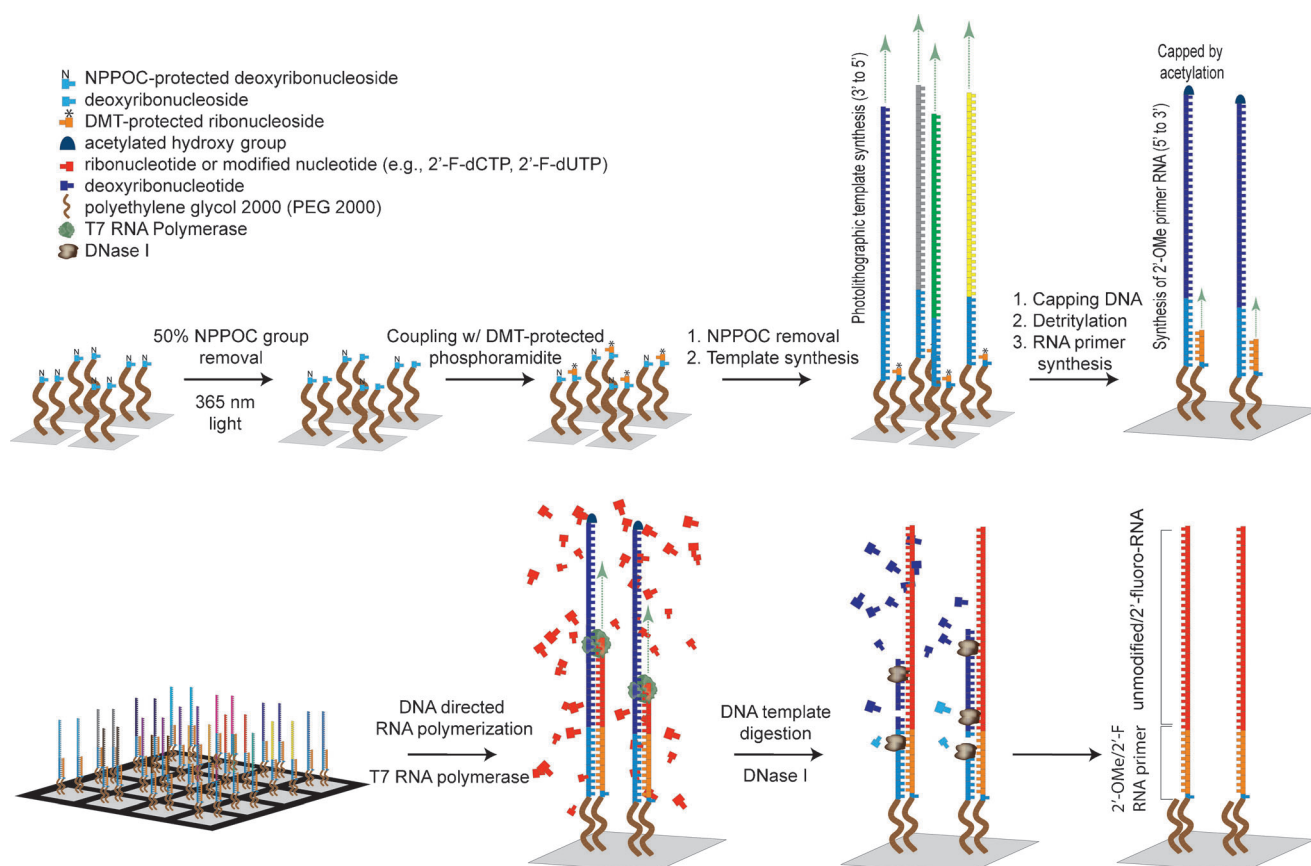 N
NPPOC-protected deoxyribonucleoside
deoxyribonucleoside
*
DMT-protected ribonucleoside
acetylated hydroxy group
ribonucleotide or modified nucleotide (e.g., 2'-F-dCTP, 2'-F-dUTP)
deoxyribonucleotide
polyethylene glycol 2000 (PEG 2000)
T7 RNA Polymerase
DNase I
N N N N N N N N
50% NPPOC group
removal
365 nm
light
N N N N
Coupling w/ DMT-protected
phosphoramidite
N * N * N * N *
1. NPPOC removal
2. Template synthesis
Photolithographic template synthesis (3' to 5')
* * *
1. Capping DNA
2. Detritylation
3. RNA primer
synthesis
Capped by
acetylation
Synthesis of 2'-OMe primer RNA (5' to 3')
DNA directed
RNA polymerization
T7 RNA polymerase
DNA template
digestion
DNase I
unmodified/2'-fluoro-RNA
2'-OMe/2'-F
RNA primer